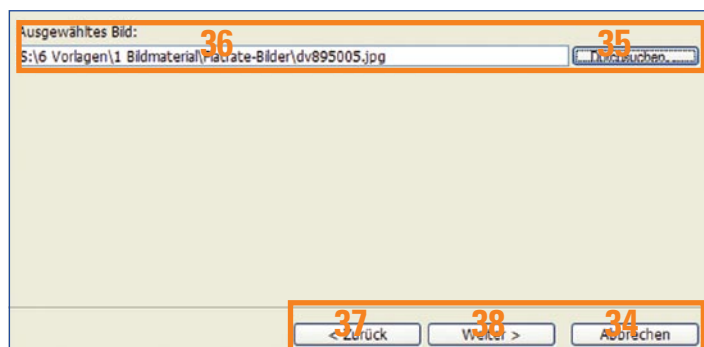 Ausgewähltes Bild:
36 35
S:\6 Vorlagen\1 Bildmaterial\Flatrate-Bilder\dv895005.jpg Durchsuchen...
37 38 34
< Zurück Weiter > Abbrechen